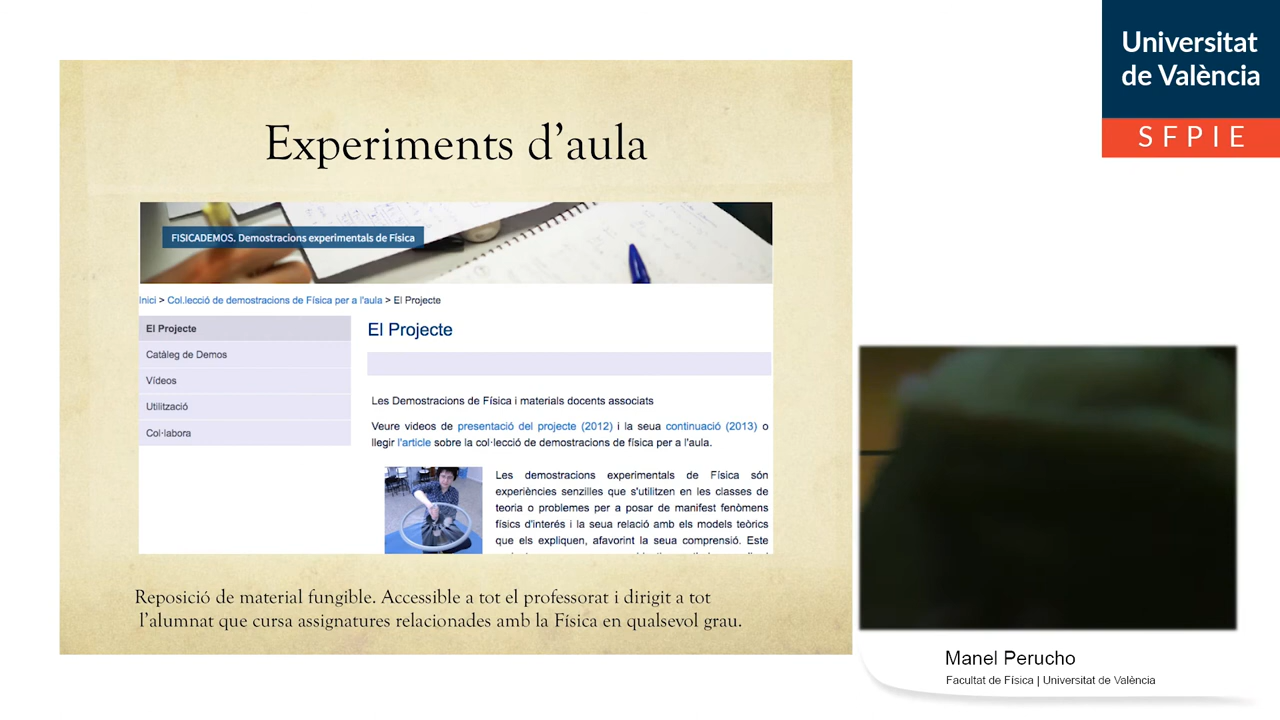 Universitat
de València
SFPIE
Experiments d’aula
FISICADEMOS. Demostracions experimentals de Física
Inici > Col.lecció de demostracions de Física per a l'aula > El Projecte
El Projecte
Catàleg de Demos
Vídeos
Utilització
Col·labora
El Projecte
Les Demostracions de Física i materials docents associats
Veure videos de presentació del projecte (2012) i la seua continuació (2013) o
llegir l'article sobre la col·lecció de demostracions de física per a l'aula.
Les demostracions experimentals de Física són
experiències senzilles que s'utilitzen en les classes de
teoria o problemes per a posar de manifest fenòmens
físics d'interés i la seua relació amb els models teòrics
que els expliquen, afavorint la seua comprensió. Este
Reposició de material fungible. Accessible a tot el professorat i dirigit a tot
l’alumnat que cursa assignatures relacionades amb la Física en qualsevol grau.
Manel Perucho
Facultat de Física | Universitat de València